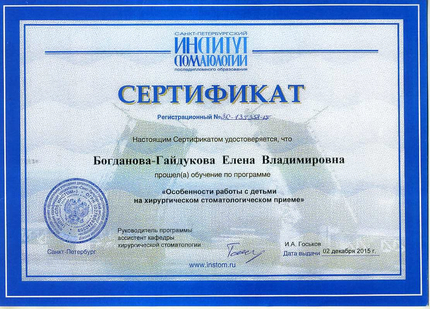 САНКТ-ПЕТЕРБУРГСКИЙ
ИНСТИТУТ
СТОМАТОЛОГИИ
последипломного образования
СЕРТИФИКАТ
Регистрационный №
Настоящим Сертификатом удостоверяется, что
Богданова-Гайдукова Елена Владимировна
прошел(а) обучение по программе
«Особенности работы с детьми
на хирургическом стоматологическом приеме»
Руководитель программы
ассистент кафедры
хирургической стоматологии
И.А. Горьков
Санкт-Петербург
Дата выдачи 02 декабря 2015 г.
www.instom.ru